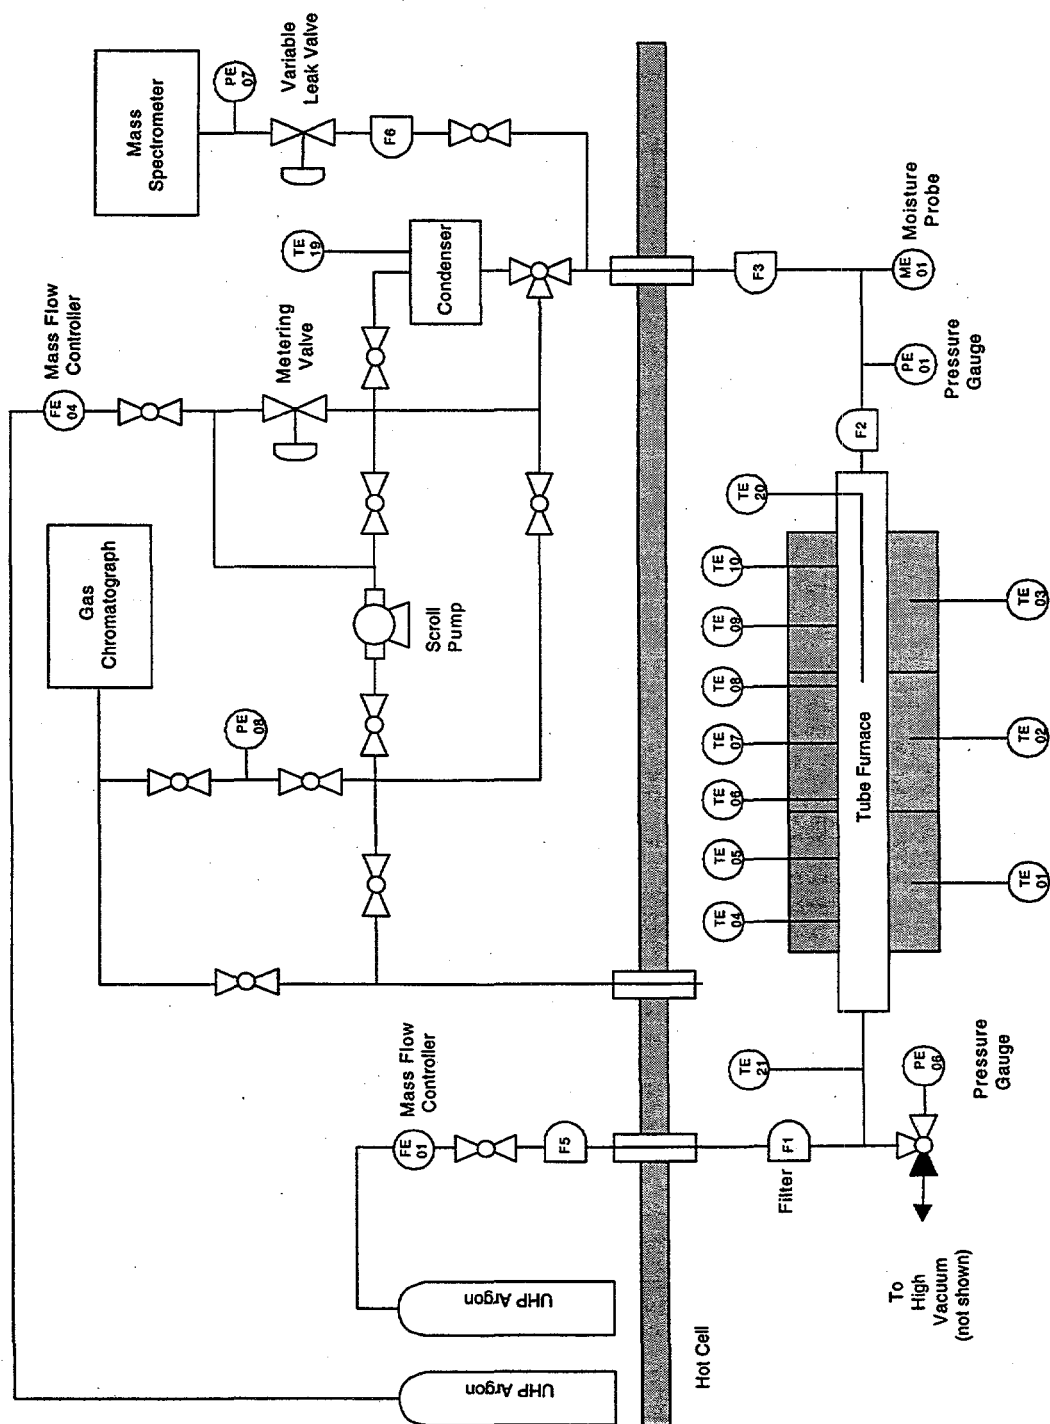 Mass
Spectrometer
PE
07
Variable
Leak Valve
F6
TE
19
Condenser
Mass Flow
Controller
FE
04
Metering
Valve
Gas
Chromatograph
Scroll
Pump
PE
08
Mass Flow
Controller
FE
01
F5
UHP Argon
UHP Argon
Hot Cell
F3
ME
01
Moisture
Probe
PE
01
Pressure
Gauge
F2
TE
20
TE
10
TE
09
TE
08
TE
07
TE
06
TE
05
TE
04
Tube Furnace
TE
03
TE
02
TE
01
TE
21
PE
06
Pressure
Gauge
F1
Filter
To
High
Vacuum
(not shown)